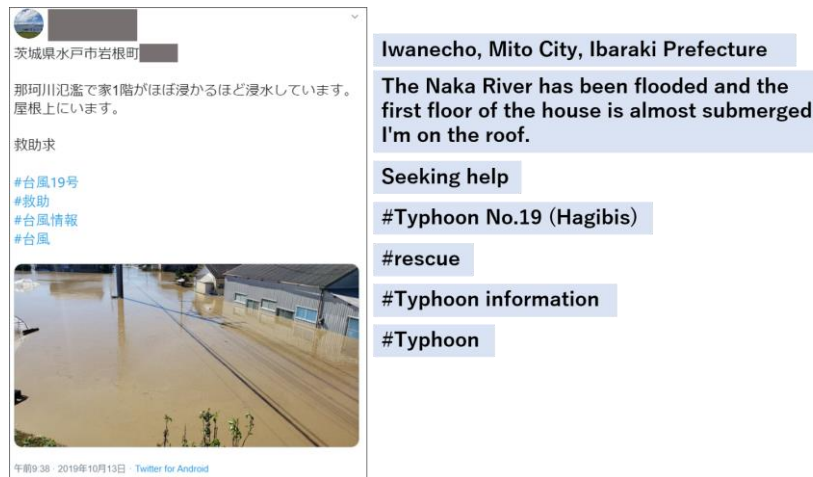 茨城県水戸市岩根町
那珂川氾濫で家1階がほぼ浸かるほど浸水しています。
屋根上にいます。
救助求
#台風19号
#救助
#台風情報
#台風
午前9:38 · 2019年10月13日 · Twitter for Android
Iwanecho, Mito City, Ibaraki Prefecture
The Naka River has been flooded and the
first floor of the house is almost submerged
I'm on the roof.
Seeking help
#Typhoon No.19 (Hagibis)
#rescue
#Typhoon information
#Typhoon